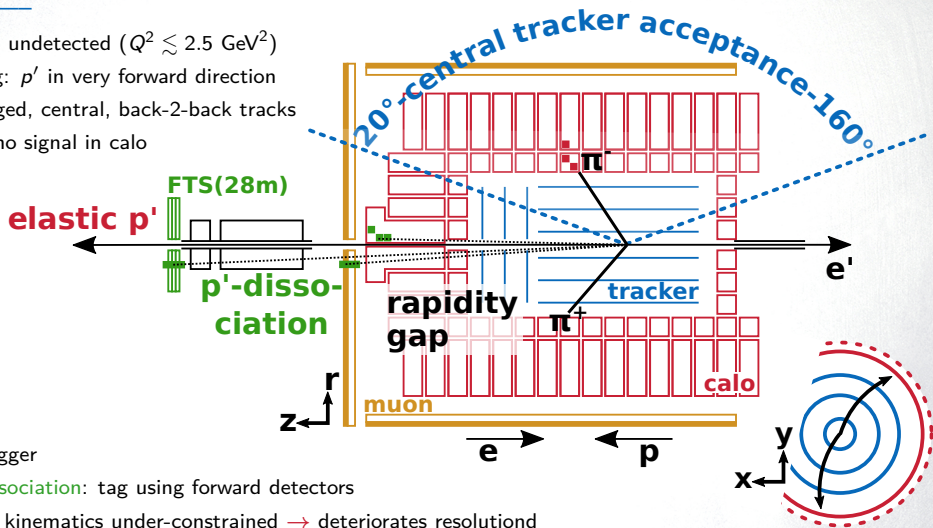 undetected (Q² ≲ 2.5 GeV²)
: p′ in very forward direction
ged, central, back-2-back tracks
no signal in calo
20°-central tracker acceptance-160°
FTS(28m)
π⁻
elastic p'
e'
p'-disso-
ciation
rapidity
gap
tracker
π⁺
calo
muon
r
z
e
p
y
x
gger
sociation: tag using forward detectors
kinematics under-constrained → deteriorates resolutiond